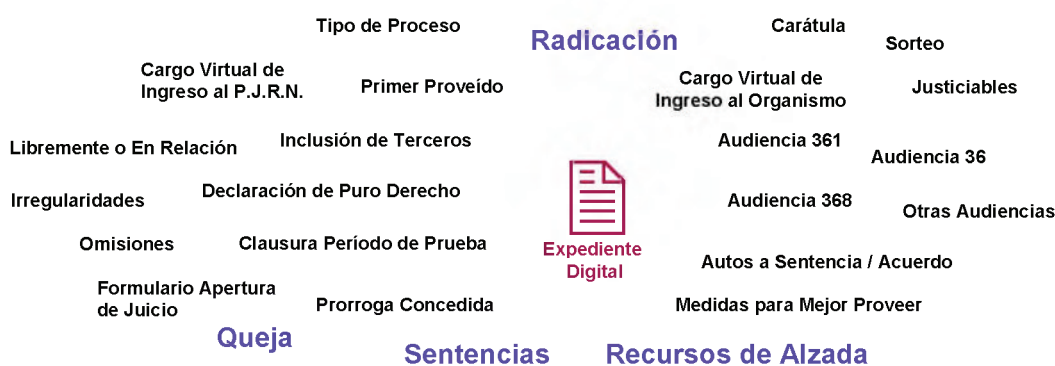 Tipo de Proceso
Radicación
Carátula
Sorteo
Cargo Virtual de
Ingreso al P.J.R.N.
Primer Proveído
Cargo Virtual de
Ingreso al Organismo
Justiciables
Libremente o En Relación
Inclusión de Terceros
Audiencia 361
Audiencia 36
Irregularidades
Declaración de Puro Derecho
Audiencia 368
Otras Audiencias
Omisiones
Clausura Período de Prueba
Expediente
Digital
Autos a Sentencia / Acuerdo
Formulario Apertura
de Juicio
Prorroga Concedida
Medidas para Mejor Proveer
Queja
Sentencias
Recursos de Alzada